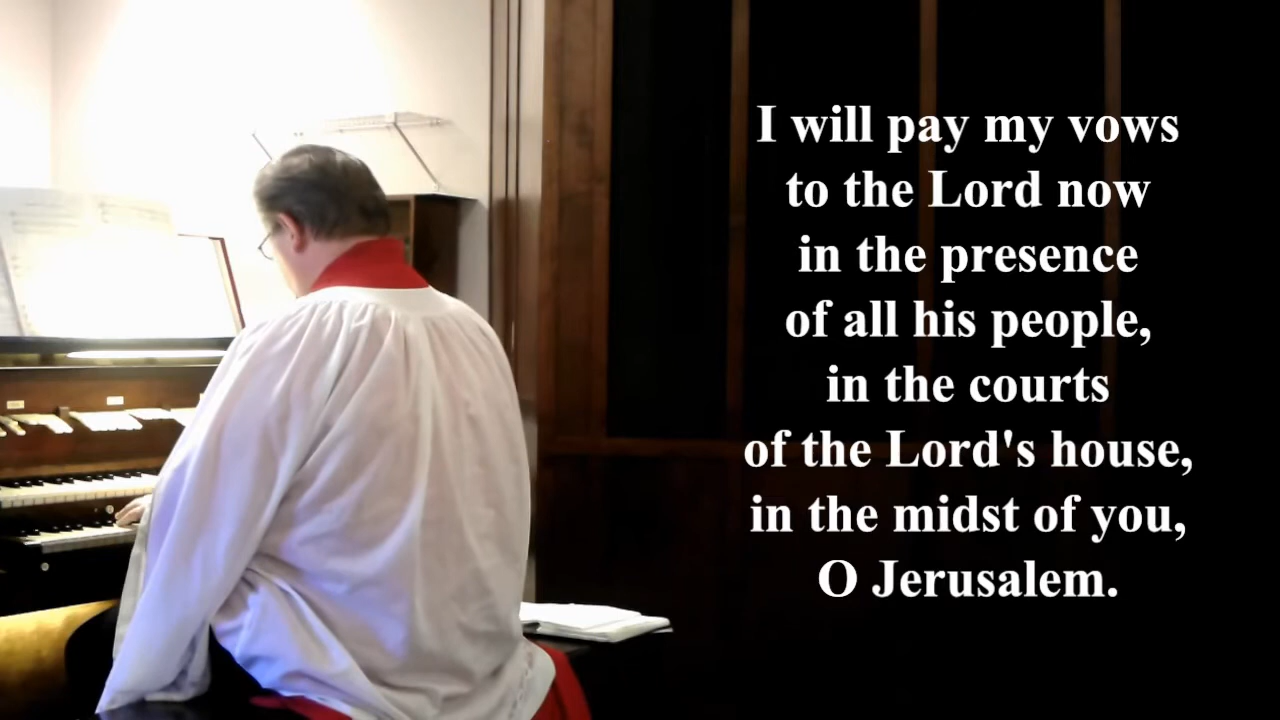 I will pay my vows
to the Lord now
in the presence
of all his people,
in the courts
of the Lord's house,
in the midst of you,
O Jerusalem.